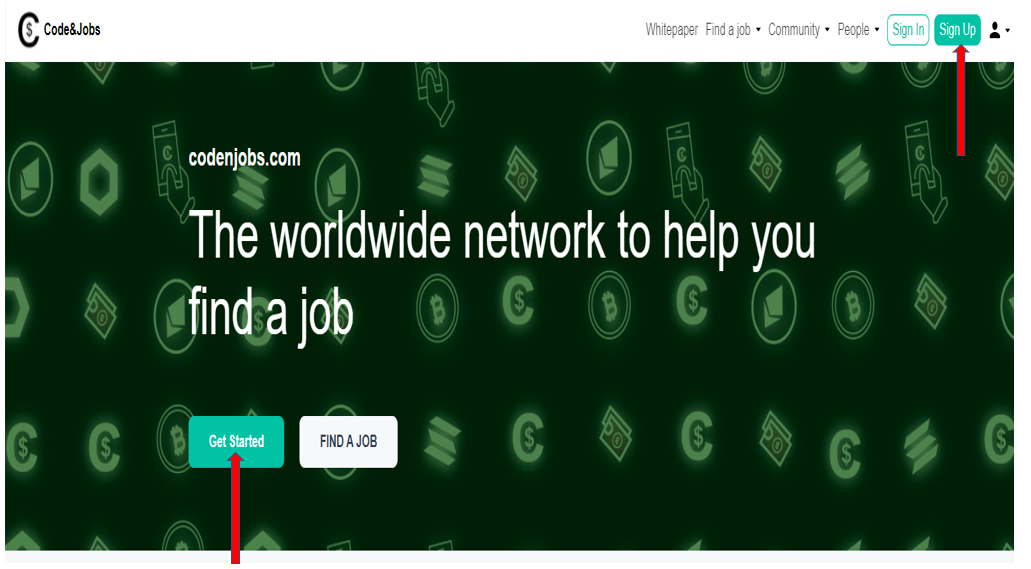 Code&Jobs
Whitepaper Find a job Community People Sign In Sign Up
codenjobs.com
The worldwide network to help you
find a job
Get Started FIND A JOB